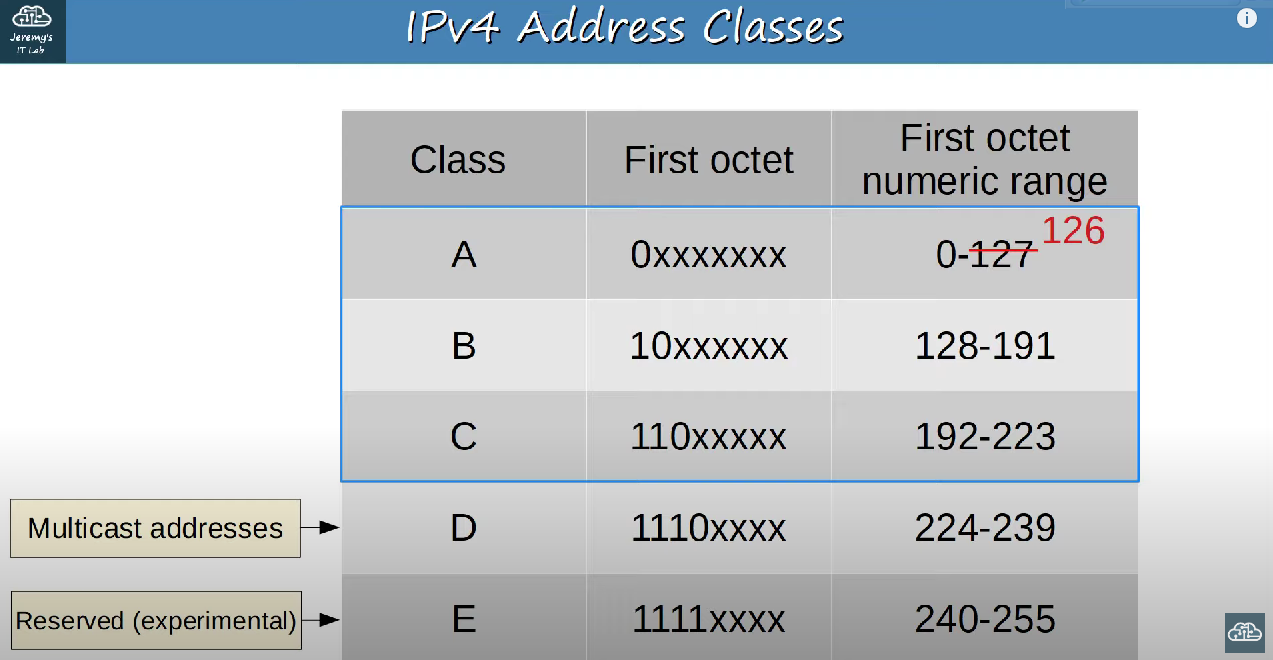 Jeremy's
IT Lab
IPv4 Address Classes
i
Class First octet First octet
numeric range
A 0xxxxxxx 0-127 126
B 10xxxxxx 128-191
C 110xxxxx 192-223
Multicast addresses D 1110xxxx 224-239
Reserved (experimental) E 1111xxxx 240-255